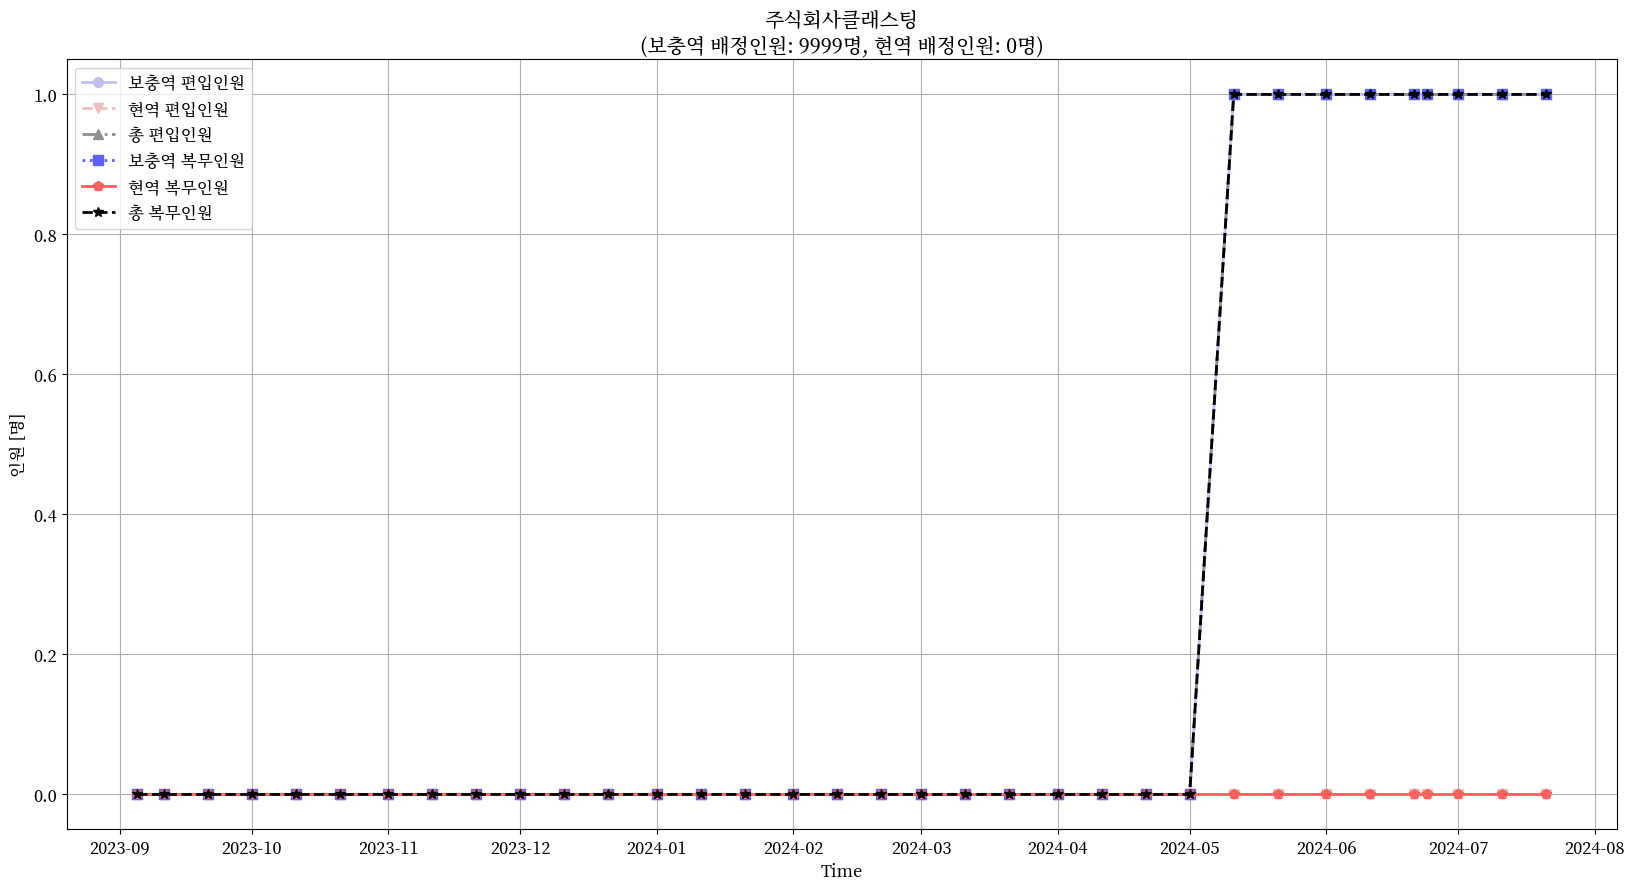 주식회사클래스팅
(보충역 배정인원: 9999명, 현역 배정인원: 0명)
보충역 편입인원
현역 편입인원
총 편입인원
보충역 복무인원
현역 복무인원
총 복무인원
1.0
0.8
0.6
0.4
0.2
0.0
인원 [명]
2023-09
2023-10
2023-11
2023-12
2024-01
2024-02
2024-03
2024-04
2024-05
2024-06
2024-07
2024-08
Time